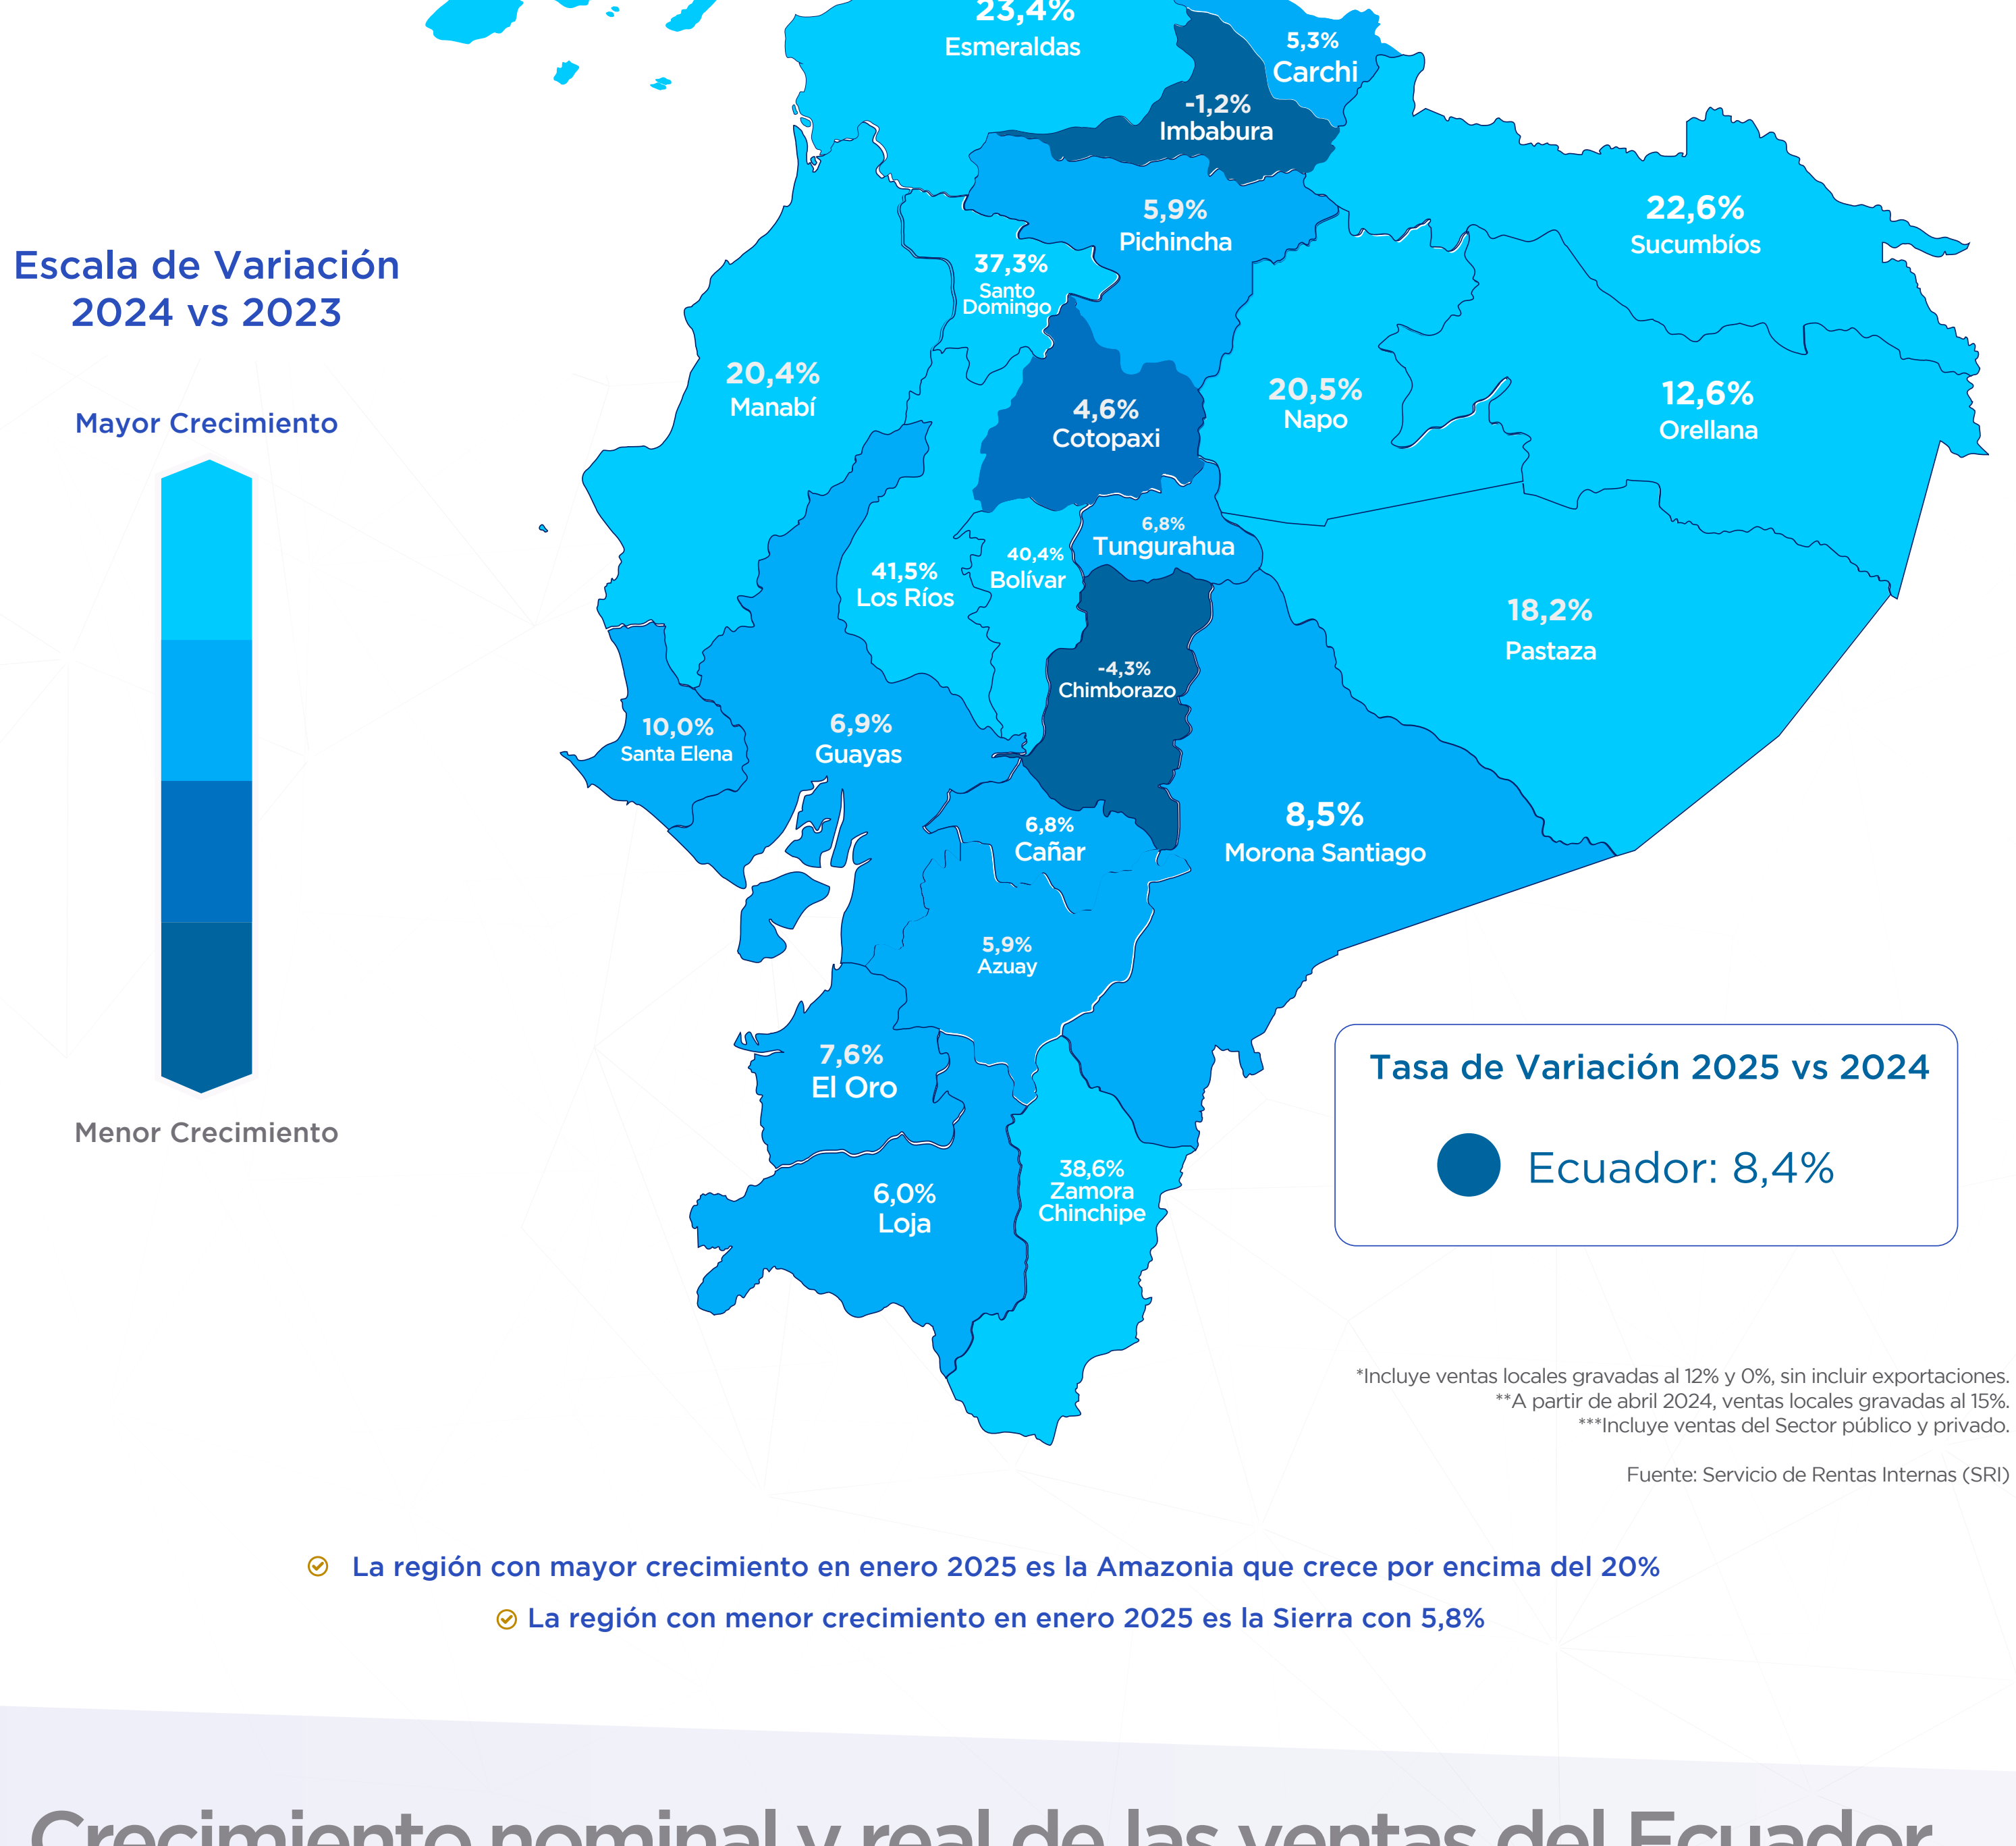 23,4%
Esmeraldas
5,3%
Carchi
-1,2%
Imbabura
5,9%
Pichincha
22,6%
Sucumbíos
Escala de Variación
2024 vs 2023
37,3%
Santo
Domingo
Mayor Crecimiento
20,4%
Manabí
4,6%
Cotopaxi
20,5%
Napo
12,6%
Orellana
6,8%
Tungurahua
41,5%
Los Ríos
40,4%
Bolívar
18,2%
Pastaza
-4,3%
Chimborazo
10,0%
Santa Elena
6,9%
Guayas
6,8%
Cañar
8,5%
Morona Santiago
5,9%
Azuay
7,6%
El Oro
Menor Crecimiento
Tasa de Variación 2025 vs 2024
Ecuador: 8,4%
38,6%
Zamora
Chinchipe
6,0%
Loja
*Incluye ventas locales gravadas al 12% y 0%, sin incluir exportaciones.
**A partir de abril 2024, ventas locales gravadas al 15%.
***Incluye ventas del Sector público y privado.
Fuente: Servicio de Rentas Internas (SRI)
La región con mayor crecimiento en enero 2025 es la Amazonia que crece por encima del 20%
La región con menor crecimiento en enero 2025 es la Sierra con 5,8%
Crecimiento nominal y real de las ventas del Ecuador